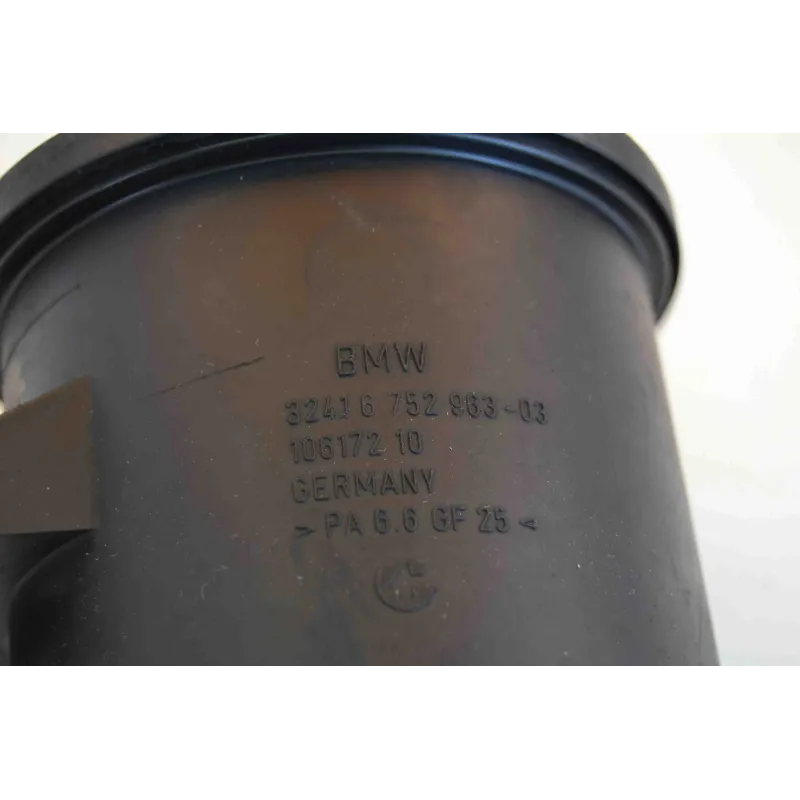 BMW
3241 6 752 963-03
106172 10
GERMANY
> PA 6.6 GF 25 <